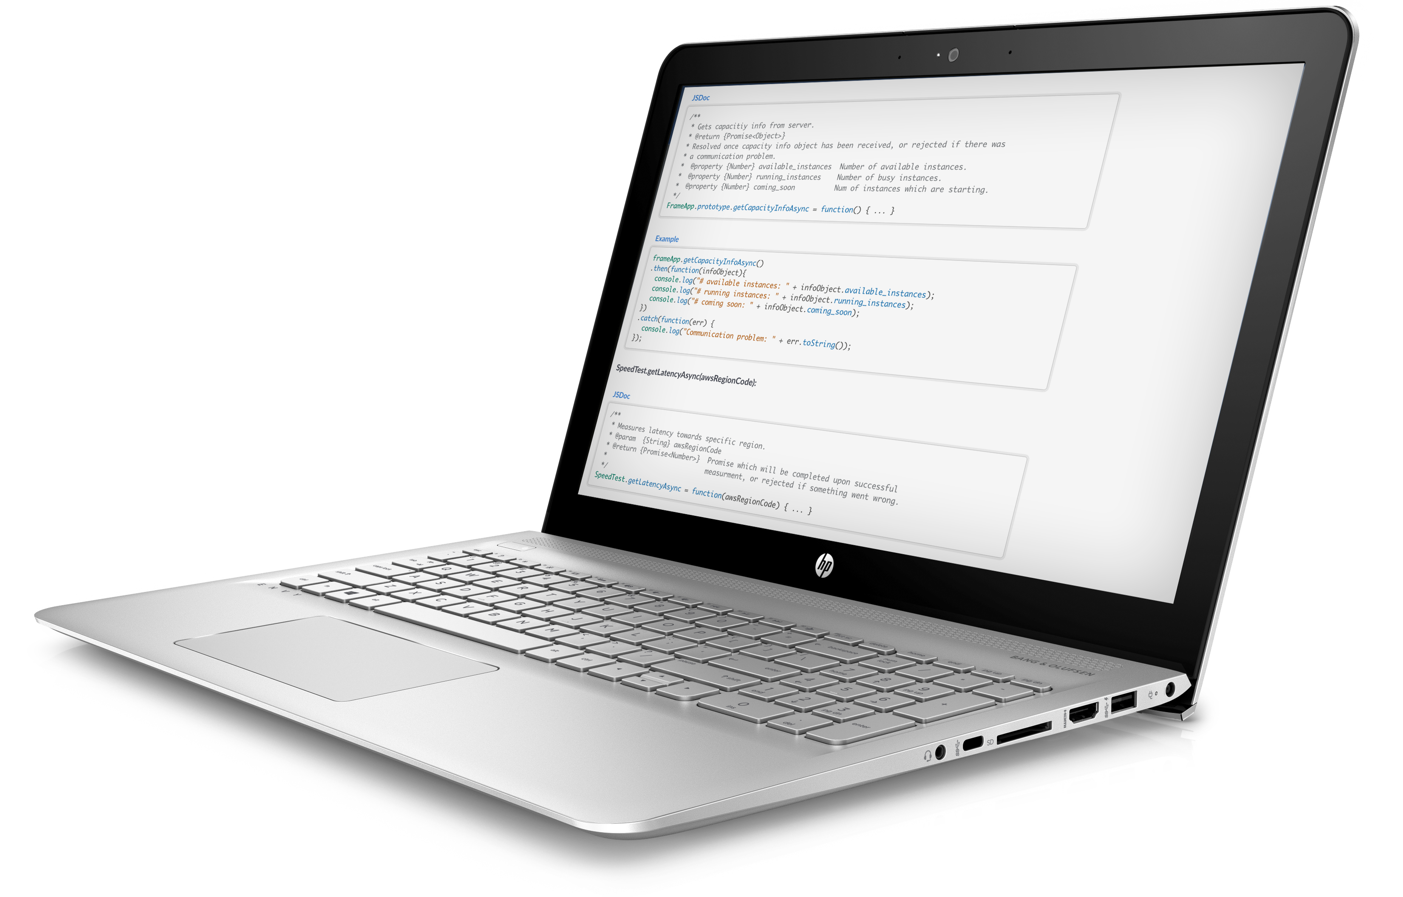 JSDoc
/**
* Gets capacitiy info from server.
* @return {Promise<Object>}
* Resolved once capacity info object has been received, or rejected if there was
* a communication problem.
* @property {Number} available_instances Number of available instances.
* @property {Number} running_instances Number of busy instances.
* @property {Number} coming_soon Num of instances which are starting.
*/
FrameApp.prototype.getCapacityInfoAsync = function() { ... }
Example
frameApp.getCapacityInfoAsync()
.then(function(infoObject){
console.log("# available instances: " + infoObject.available_instances);
console.log("# running instances: " + infoObject.running_instances);
console.log("# coming soon: " + infoObject.coming_soon);
})
.catch(function(err) {
console.log("Communication problem: " + err.toString());
});
SpeedTest.getLatencyAsync(awsRegionCode):
JSDoc
/**
* Measures latency towards specific region.
* @param {String} awsRegionCode
* @return {Promise<Number>} Promise which will be completed upon successful
* measurment, or rejected if something went wrong.
*/
SpeedTest.getLatencyAsync = function(awsRegionCode) { ... }
hp
BANG & OLUFSEN